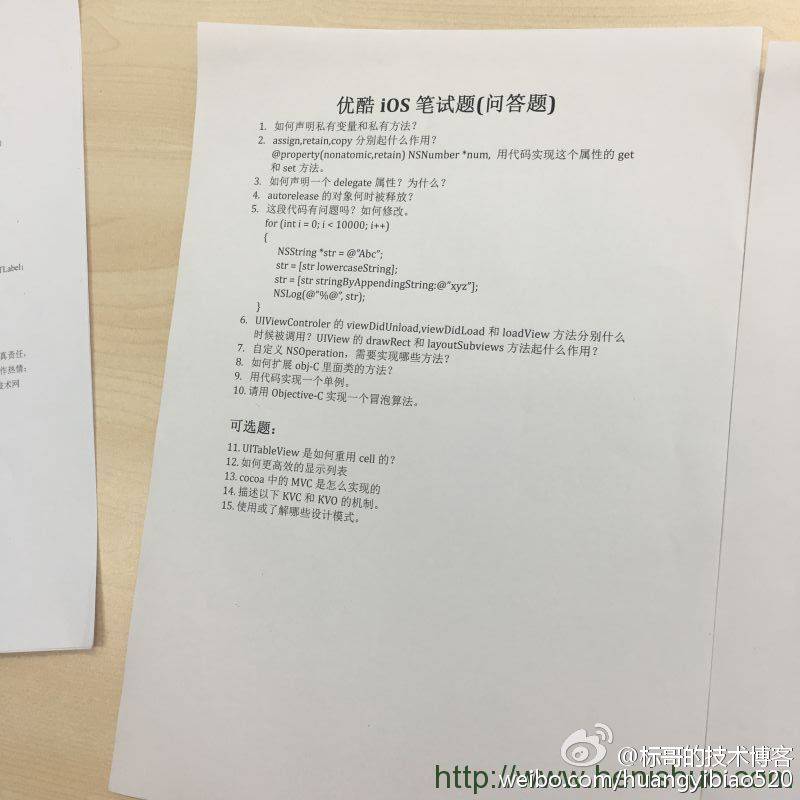 优酷 iOS 笔试题(问答题)
1. 如何声明私有变量和私有方法？
2. assign,retain,copy 分别起什么作用？
@property(nonatomic,retain) NSNumber *num, 用代码实现这个属性的 get
和 set 方法。
3. 如何声明一个 delegate 属性？为什么？
4. autorelease 的对象何时被释放？
5. 这段代码有问题吗？如何修改。
for (int i = 0; i < 10000; i++)
{
NSString *str = @"Abc";
str = [str lowercaseString];
str = [str stringByAppendingString:@"xyz"];
NSLog(@"%@", str);
}
6. UIViewControler 的 viewDidUnload,viewDidLoad 和 loadView 方法分别什么
时候被调用？UIView 的 drawRect 和 layoutSubviews 方法起什么作用？
7. 自定义 NSOperation，需要实现哪些方法？
8. 如何扩展 obj-C 里面类的方法？
9. 用代码实现一个单例。
10. 请用 Objective-C 实现一个冒泡算法。
可选题：
11. UITableView 是如何重用 cell 的？
12. 如何更高效的显示列表
13. cocoa 中的 MVC 是怎么实现的
14. 描述以下 KVC 和 KVO 的机制。
15. 使用或了解哪些设计模式。
TLabel;
真责任,
作热情;
技术网
@标哥的技术博客
weibo.com/huangyibiao520